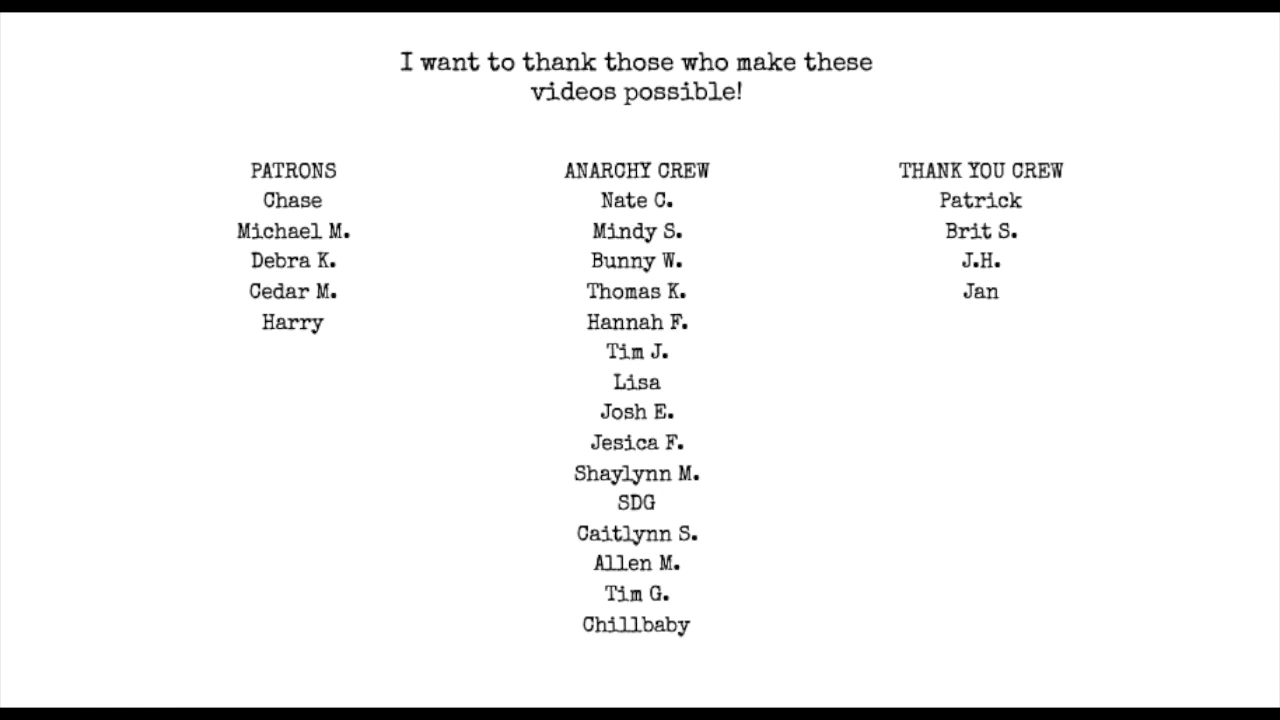 I want to thank those who make these
videos possible!
PATRONS
Chase
Michael M.
Debra K.
Cedar M.
Harry
ANARCHY CREW
Nate C.
Mindy S.
Bunny W.
Thomas K.
Hannah F.
Tim J.
Lisa
Josh E.
Jesica F.
Shaylynn M.
SDG
Caitlynn S.
Allen M.
Tim G.
Chillbaby
THANK YOU CREW
Patrick
Brit S.
J.H.
Jan